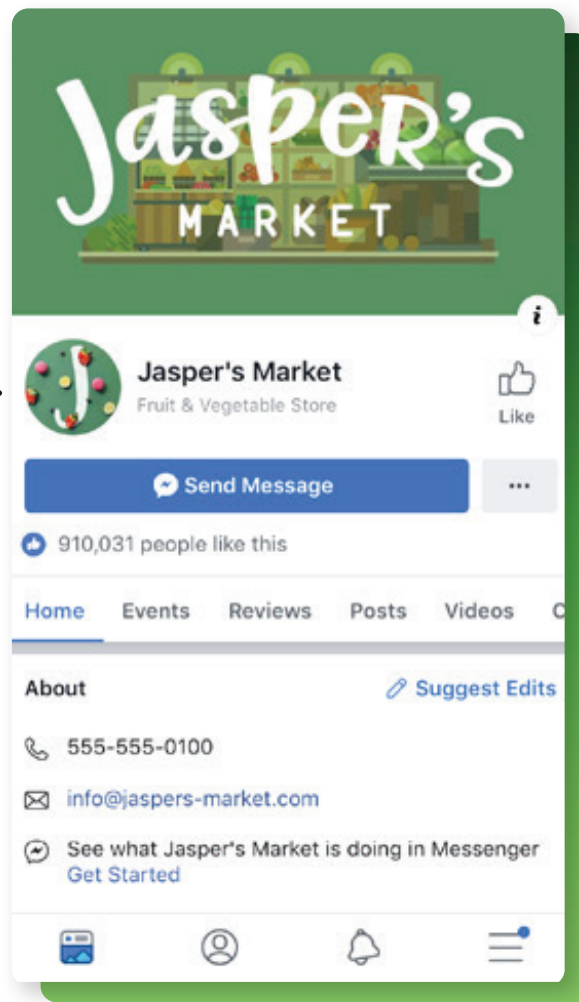 Jasper's
MARKET
i
J
Jasper's Market
Fruit & Vegetable Store
Like
Send Message
...
910,031 people like this
Home Events Reviews Posts Videos
About
Suggest Edits
555-555-0100
info@jaspers-market.com
See what Jasper's Market is doing in Messenger
Get Started